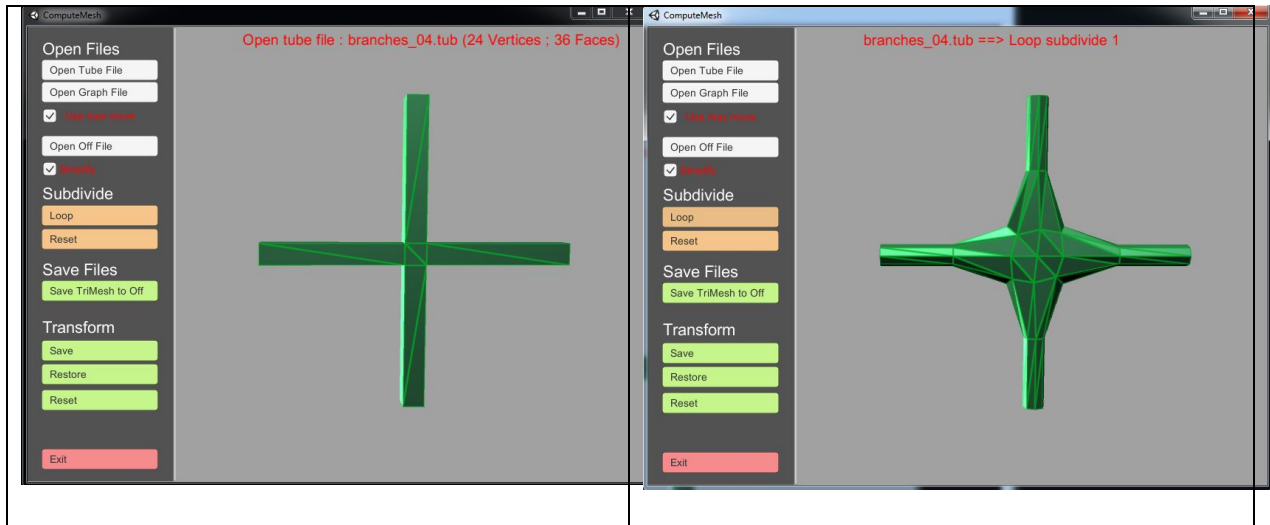 ComputeMesh
Open tube file : branches_04.tub (24 Vertices ; 36 Faces)
Open Files
Open Tube File
Open Graph File
Open Off File
Simplify
Subdivide
Loop
Reset
Save Files
Save TriMesh to Off
Transform
Save
Restore
Reset
Exit
ComputeMesh
branches_04.tub ==> Loop subdivide 1
Open Files
Open Tube File
Open Graph File
Open Off File
Simplify
Subdivide
Loop
Reset
Save Files
Save TriMesh to Off
Transform
Save
Restore
Reset
Exit